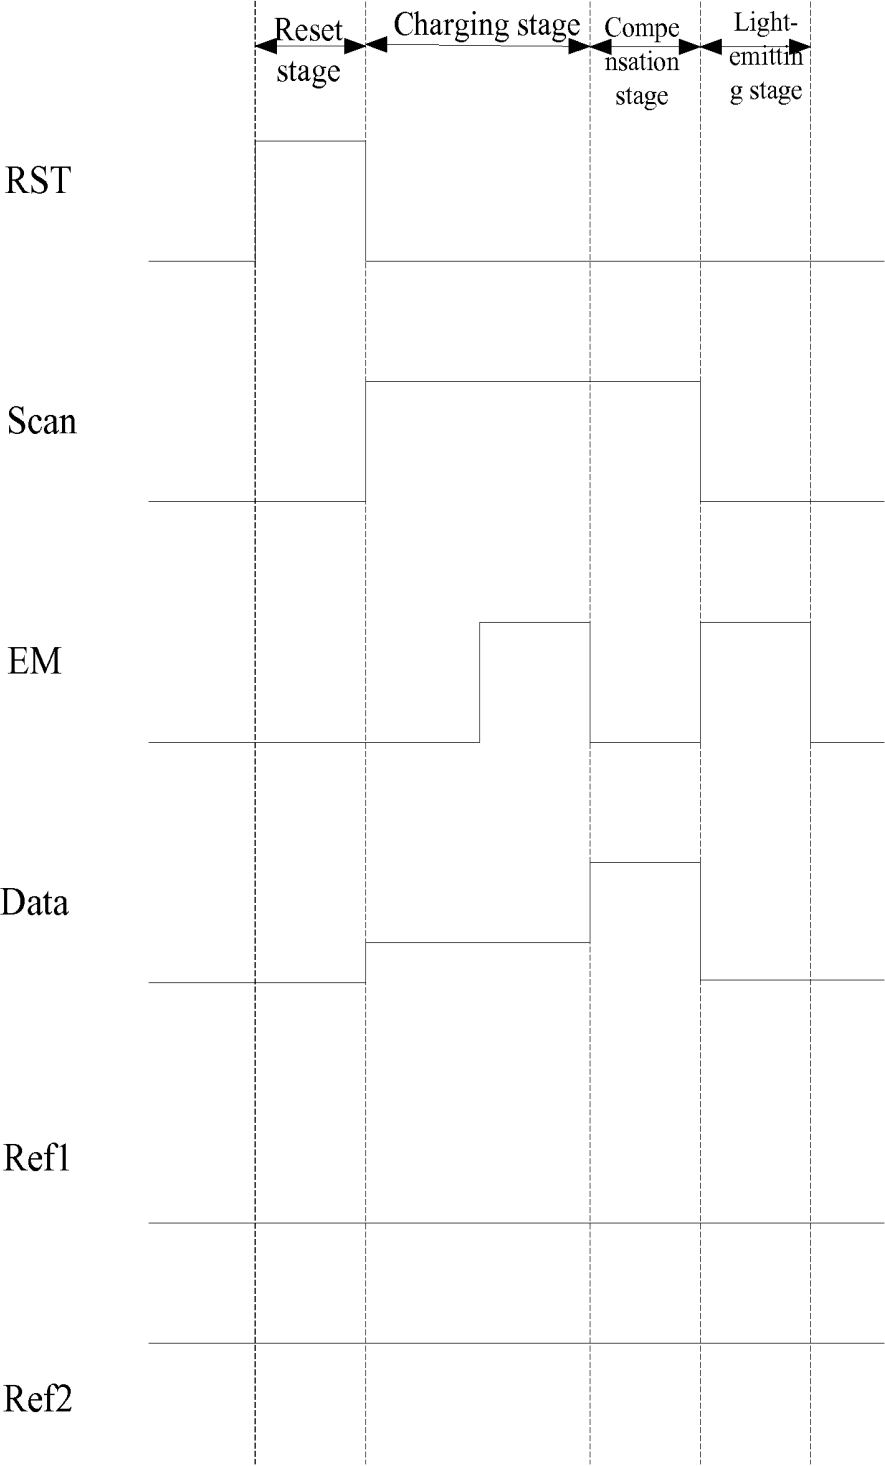 Reset
stage
Charging stage
Compe
nsation
stage
Light-
emittin
g stage
RST
Scan
EM
Data
Ref1
Ref2